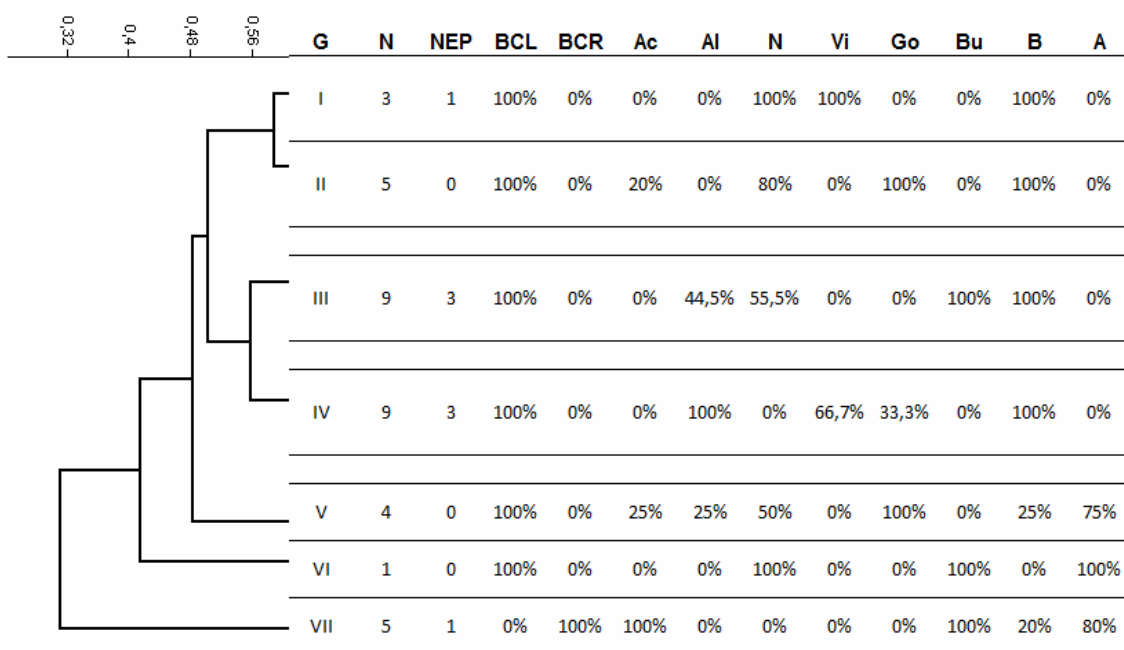 0,32 0,4 0,48 0,56
G N NEP BCL BCR Ac Al N Vi Go Bu B A
I 3 1 100% 0% 0% 0% 100% 100% 0% 0% 100% 0%
II 5 0 100% 0% 20% 0% 80% 0% 100% 0% 100% 0%
III 9 3 100% 0% 0% 44,5% 55,5% 0% 0% 100% 100% 0%
IV 9 3 100% 0% 0% 100% 0% 66,7% 33,3% 0% 100% 0%
V 4 0 100% 0% 25% 25% 50% 0% 100% 0% 25% 75%
VI 1 0 100% 0% 0% 0% 100% 0% 0% 100% 0% 100%
VII 5 1 0% 100% 100% 0% 0% 0% 0% 100% 20% 80%